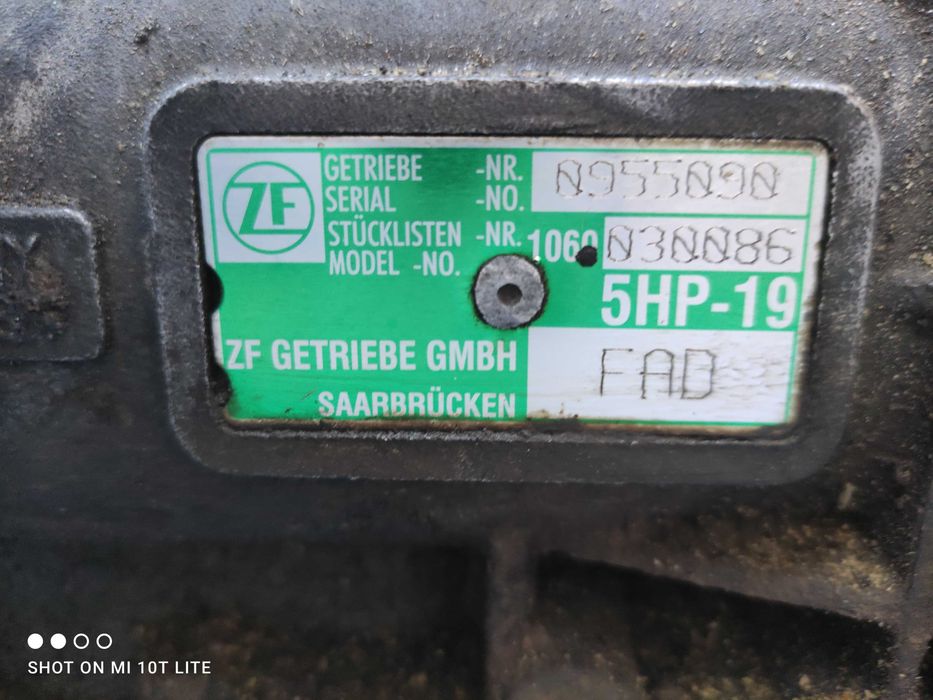 ZF
GETRIEBE -NR. 0955090
SERIAL -NO.
STÜCKLISTEN -NR. 1060 030086
MODEL -NO.
5HP-19
ZF GETRIEBE GMBH
SAARBRÜCKEN
FAD
SHOT ON MI 10T LITE